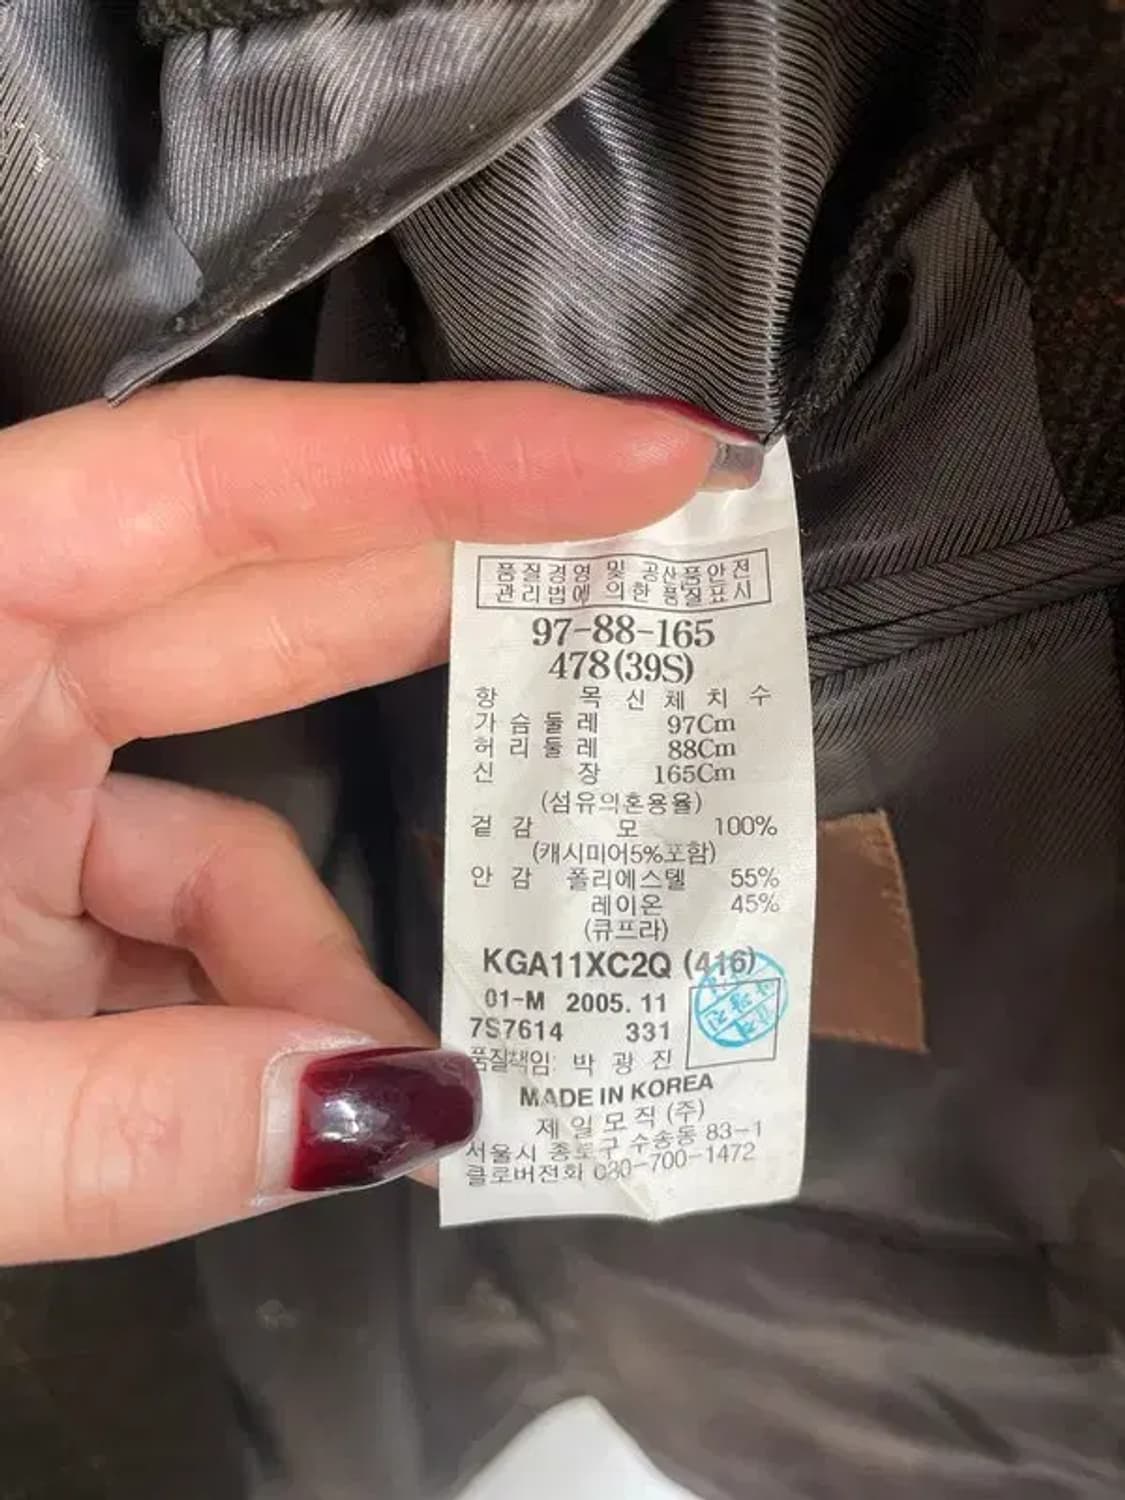 품질경영 및 공산품안전
관리법에 의한 품질표시
97-88-165
478(39S)
항 목 신 체 치 수
가 슴 둘 레 97Cm
허 리 둘 레 88Cm
신 장 165Cm
(섬유의혼용율)
겉 감 모 100%
(캐시미어5%포함)
안 감 폴리에스텔 55%
레이온 45%
(큐프라)
KGA11XC2Q (416)
01-M 2005. 11
7S7614 331
품질책임: 박 광 진
MADE IN KOREA
제 일 모 직 (주)
서울시 종로구 수송동 83-1
클로버전화 080-700-1472